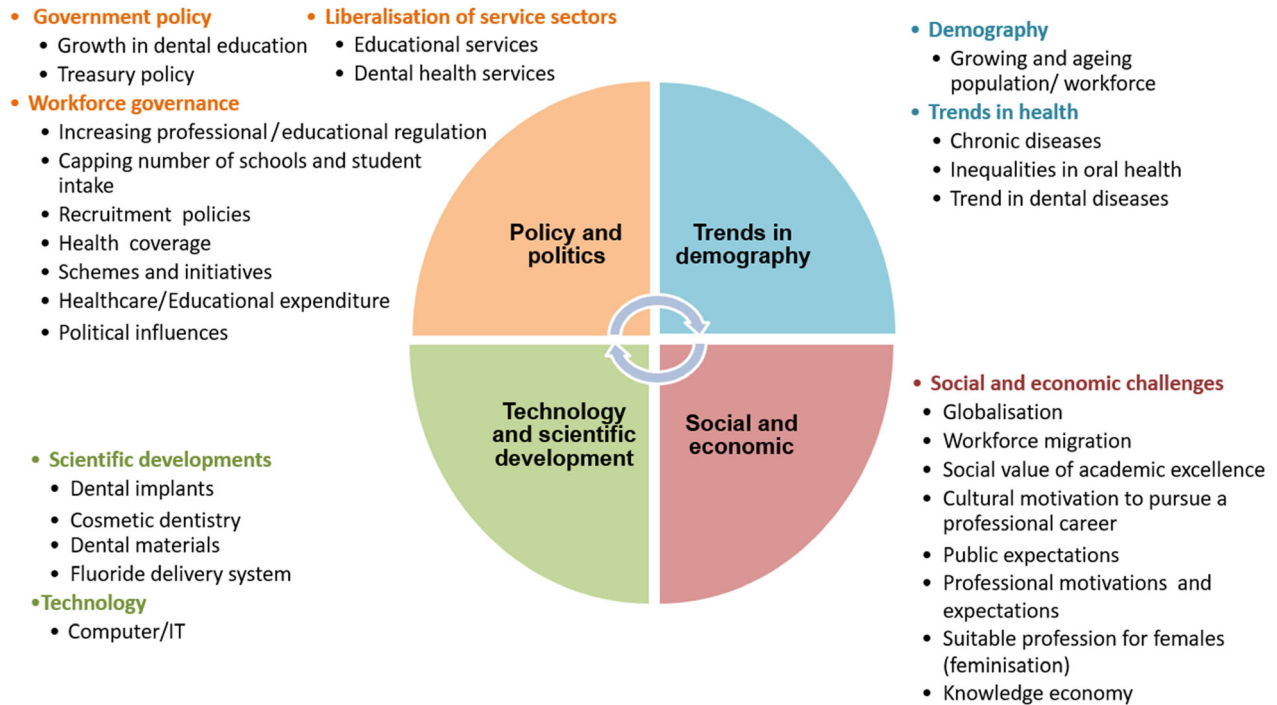 • Government policy
• Growth in dental education
• Treasury policy
• Liberalisation of service sectors
• Educational services
• Dental health services
• Workforce governance
• Increasing professional/educational regulation
• Capping number of schools and student
intake
• Recruitment policies
• Health coverage
• Schemes and initiatives
• Healthcare/Educational expenditure
• Political influences
• Demography
• Growing and ageing
population/ workforce
• Trends in health
• Chronic diseases
• Inequalities in oral health
• Trend in dental diseases
Policy and
politics
Trends in
demography
Technology
and scientific
development
Social and
economic
• Scientific developments
• Dental implants
• Cosmetic dentistry
• Dental materials
• Fluoride delivery system
•Technology
• Computer/IT
• Social and economic challenges
• Globalisation
• Workforce migration
• Social value of academic excellence
• Cultural motivation to pursue a
professional career
• Public expectations
• Professional motivations and
expectations
• Suitable profession for females
(feminisation)
• Knowledge economy